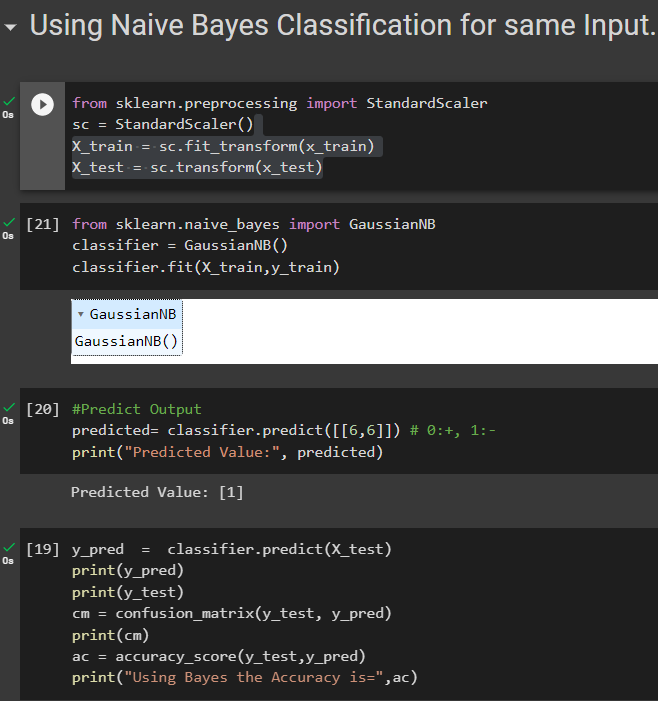 Using Naive Bayes Classification for same Input.
0s
from sklearn.preprocessing import StandardScaler
sc = StandardScaler()
X_train = sc.fit_transform(x_train)
X_test = sc.transform(x_test)
0s
[21] from sklearn.naive_bayes import GaussianNB
classifier = GaussianNB()
classifier.fit(X_train,y_train)
GaussianNB
GaussianNB()
0s
[20] #Predict Output
predicted= classifier.predict([[6,6]]) # 0:+, 1:-
print("Predicted Value:", predicted)
Predicted Value: [1]
0s
[19] y_pred  =  classifier.predict(X_test)
print(y_pred)
print(y_test)
cm = confusion_matrix(y_test, y_pred)
print(cm)
ac = accuracy_score(y_test,y_pred)
print("Using Bayes the Accuracy is=",ac)